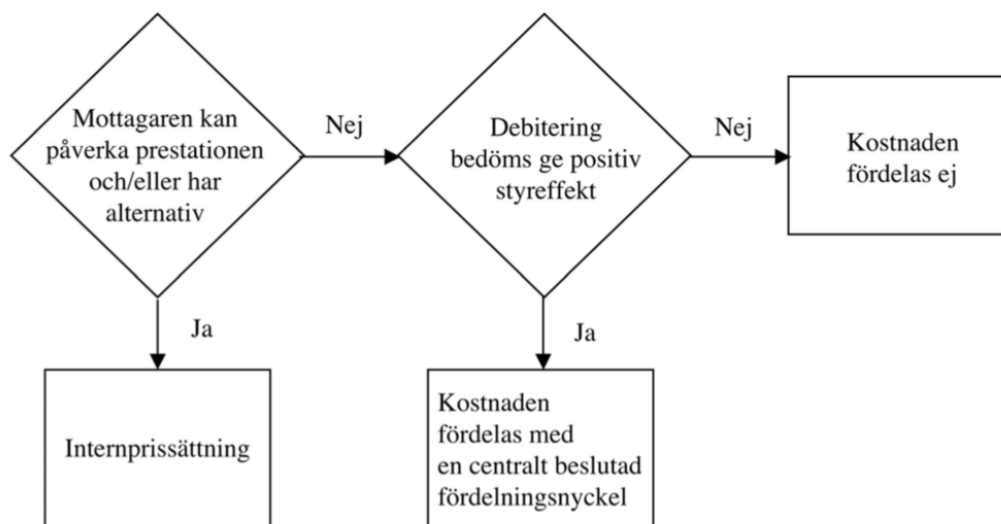 Mottagaren kan
påverka prestationen
och/eller har
alternativ
Nej
Debitering
bedöms ge positiv
styreffekt
Nej
Kostnaden
fördelas ej
Ja
Ja
Internprissättning
Kostnaden
fördelas med
en centralt beslutad
fördelningsnyckel